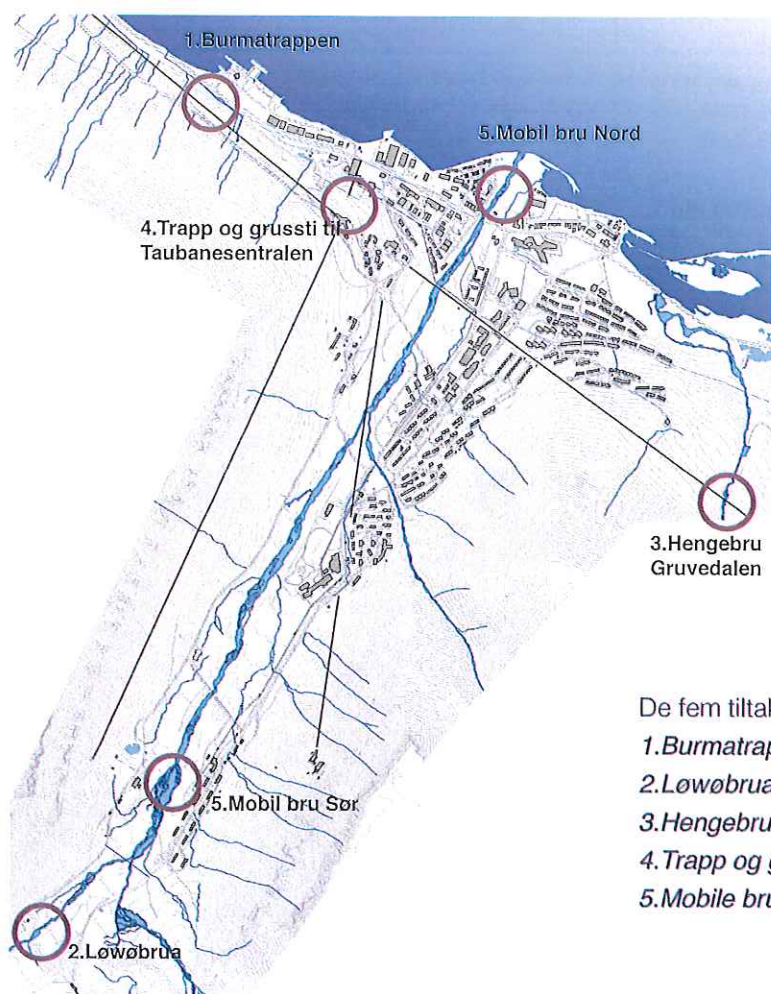 1.Burmatrappen
5.Mobil bru Nord
4.Trapp og grussti til
Taubanesentralen
3.Hengebru
Gruvedalen
5.Mobil bru Sør
2.Løwøbrua
De fem tiltak
1.Burmatrap
2.Løwøbrua
3.Hengebru
4.Trapp og g
5.Mobile bru